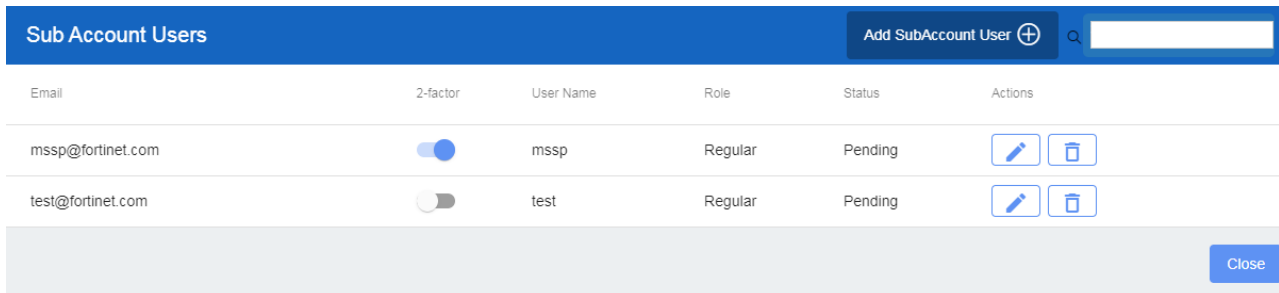 Sub Account Users Add SubAccount User
Email 2-factor User Name Role Status Actions
mssp@fortinet.com mssp Regular Pending
test@fortinet.com test Regular Pending
Close